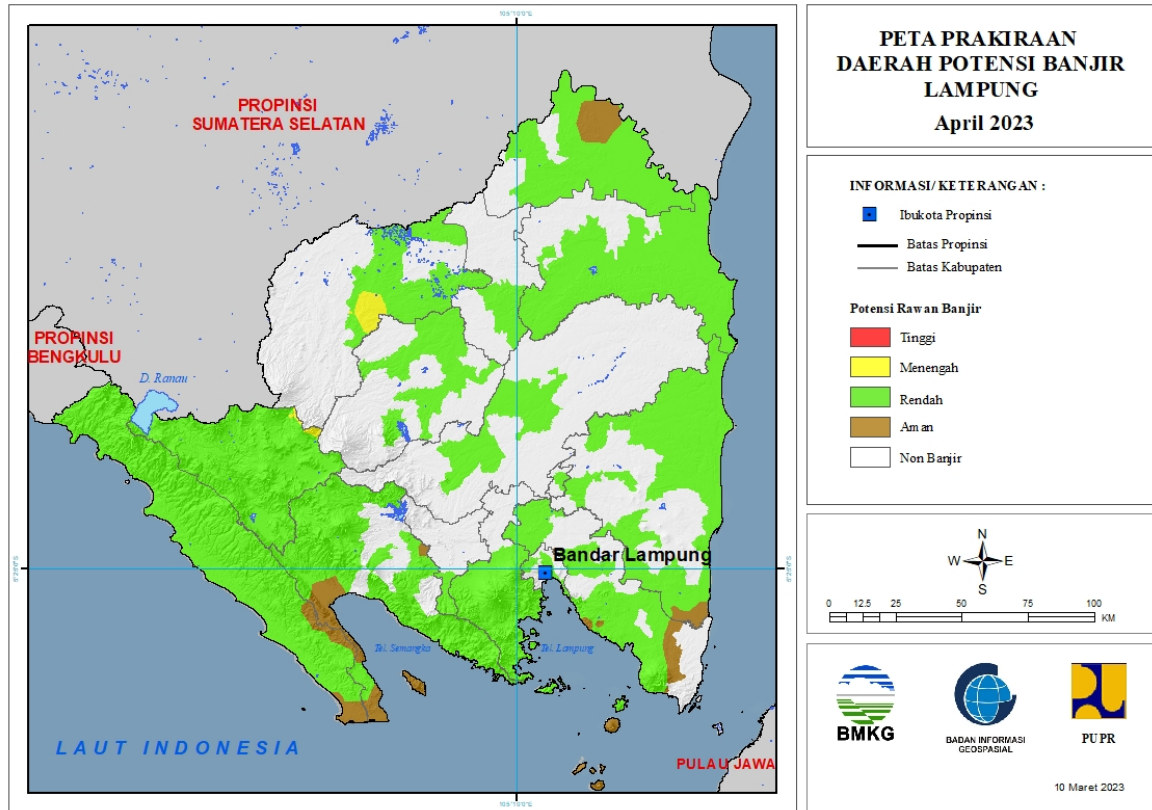 PETA PRAKIRAAN
DAERAH POTENSI BANJIR
LAMPUNG
April 2023
INFORMASI/ KETERANGAN :
Ibukota Propinsi
Batas Propinsi
Batas Kabupaten
Potensi Rawan Banjir
Tinggi
Menengah
Rendah
Aman
Non Banjir
N
W
E
S
0 12.5 25 50 75 100
KM
BMKG
BADAN INFORMASI
GEOSPASIAL
PUPR
10 Maret 2023
PROPINSI
SUMATERA SELATAN
PROPINSI
BENGKULU
D. Ranau
Bandar Lampung
Tel. Semangka
Tel. Lampung
LAUT INDONESIA
PULAU JAWA